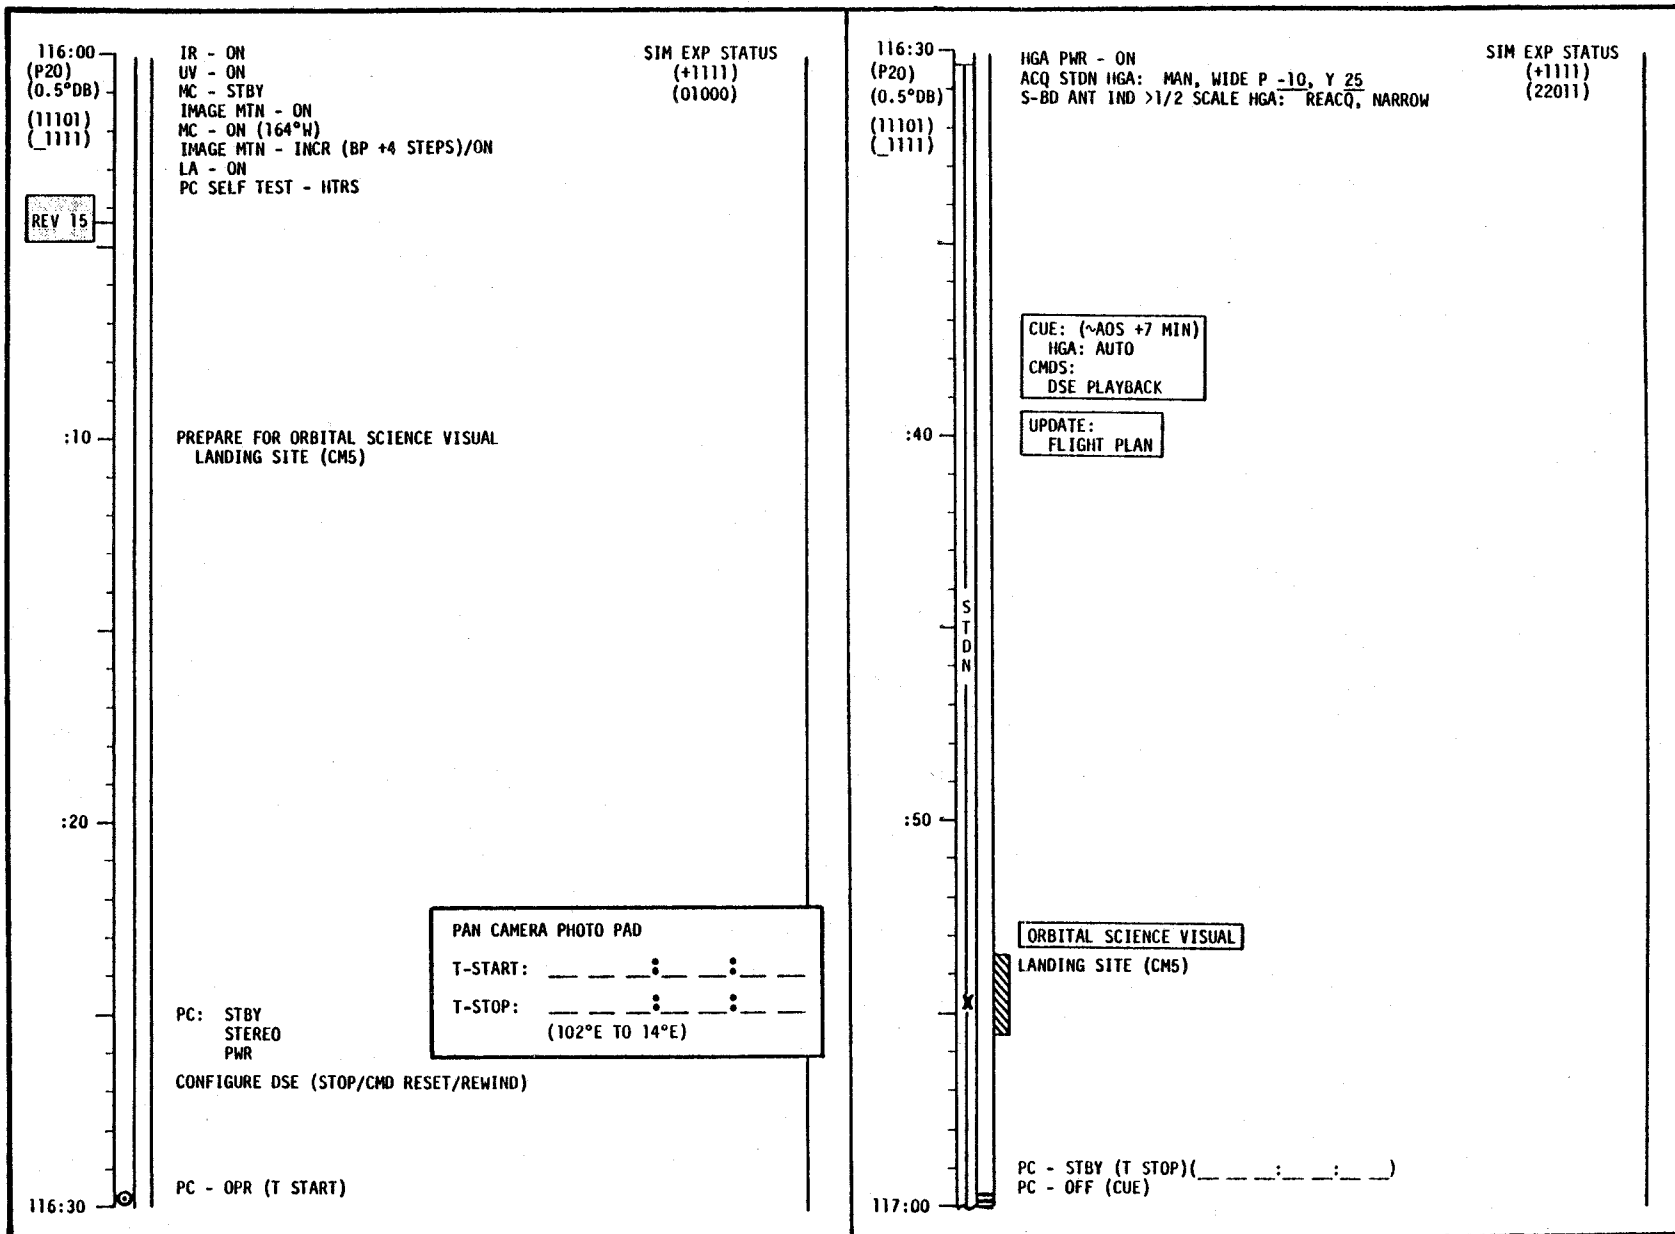 116:00
(P20)
(0.5°DB)
(11101)
(_1111)
REV 15
:10
:20
116:30
IR - ON
UV - ON
MC - STBY
IMAGE MTN - ON
MC - ON (164°W)
IMAGE MTN - INCR (BP +4 STEPS)/ON
LA - ON
PC SELF TEST - HTRS
SIM EXP STATUS
(+1111)
(01000)
PREPARE FOR ORBITAL SCIENCE VISUAL
LANDING SITE (CM5)
PAN CAMERA PHOTO PAD
T-START: __ __ __:__ __:__ __
T-STOP: __ __ __:__ __:__ __
(102°E TO 14°E)
PC: STBY
STEREO
PWR
CONFIGURE DSE (STOP/CMD RESET/REWIND)
PC - OPR (T START)
116:30
(P20)
(0.5°DB)
(11101)
(_1111)
:40
:50
117:00
STDN
X
HGA PWR - ON
ACQ STDN HGA: MAN, WIDE P -10, Y 25
S-BD ANT IND >1/2 SCALE HGA: REACQ, NARROW
SIM EXP STATUS
(+1111)
(22011)
CUE: (~AOS +7 MIN)
HGA: AUTO
CMDS:
DSE PLAYBACK
UPDATE:
FLIGHT PLAN
ORBITAL SCIENCE VISUAL
LANDING SITE (CM5)
PC - STBY (T STOP)(__ __ __:__ __:__ __)
PC - OFF (CUE)